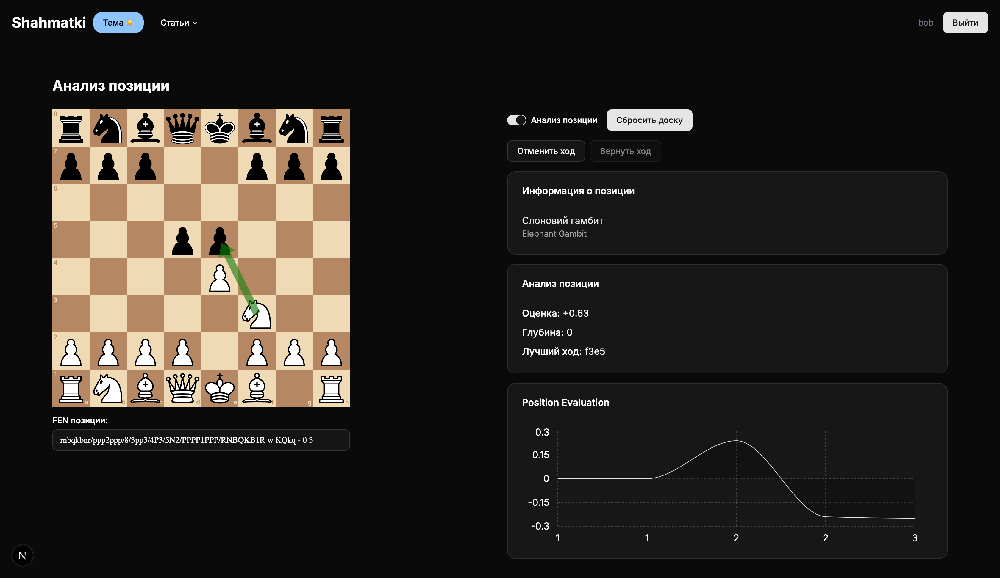 Shahmatki
Тема ☀️
Статьи
bob
Выйти
Анализ позиции
8
7
6
5
4
3
2
1
a
b
c
d
e
f
g
h
FEN позиции:
rnbqkbnr/ppp2ppp/8/3pp3/4P3/5N2/PPPP1PPP/RNBQKB1R w KQkq - 0 3
Анализ позиции
Сбросить доску
Отменить ход
Вернуть ход
Информация о позиции
Слоновий гамбит
Elephant Gambit
Анализ позиции
Оценка: +0.63
Глубина: 0
Лучший ход: f3e5
Position Evaluation
0.3
0.15
0
-0.15
-0.3
1
1
2
2
3
N